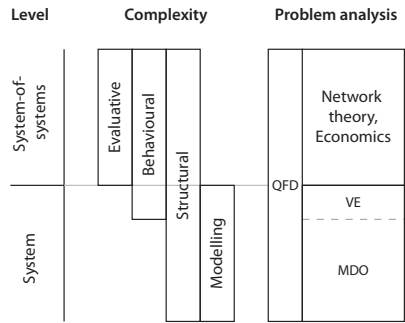 Level
Complexity
Problem analysis
System-of-
systems
System
Evaluative
Behavioural
Structural
Modelling
QFD
Network
theory,
Economics
VE
MDO